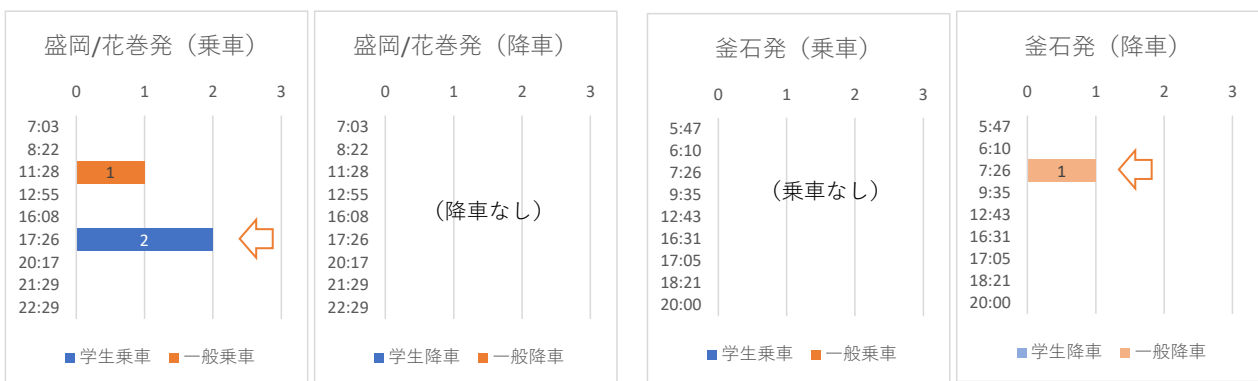 盛岡/花巻発（乗車）
0 1 2 3
7:03
8:22
11:28 1
12:55
16:08
17:26 2
20:17
21:29
22:29
学生乗車 一般乗車
盛岡/花巻発（降車）
0 1 2 3
7:03
8:22
11:28
12:55
16:08
（降車なし）
17:26
20:17
21:29
22:29
学生降車 一般降車
釜石発（乗車）
0 1 2 3
5:47
6:10
7:26
（乗車なし）
9:35
12:43
16:31
17:05
18:21
20:00
学生乗車 一般乗車
釜石発（降車）
0 1 2 3
5:47
6:10
7:26 1
9:35
12:43
16:31
17:05
18:21
20:00
学生降車 一般降車